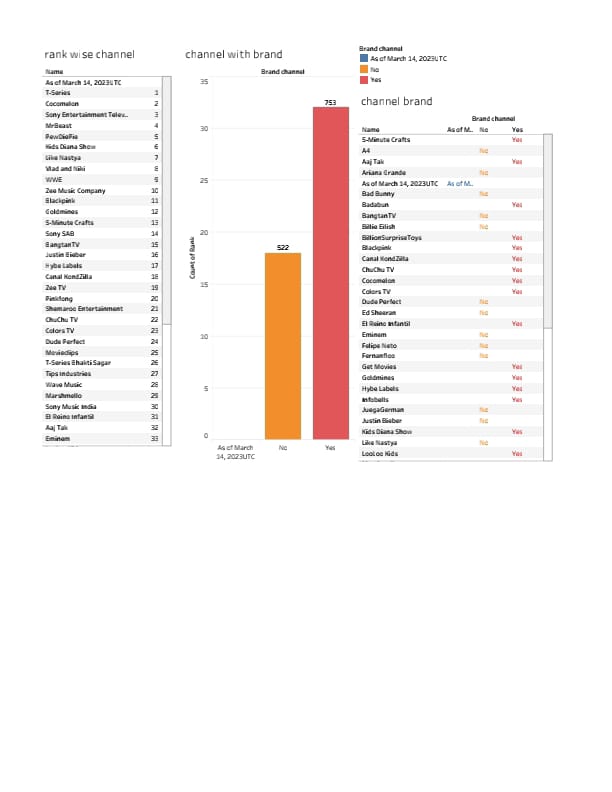 rank wise channel
Name
As of March 14, 2023UTC
T-Series 1
Cocomelon 2
Sony Entertainment Telev.. 3
MrBeast 4
PewDiePie 5
Kids Diana Show 6
Like Nastya 7
Vlad and Niki 8
WWE 9
Zee Music Company 10
Blackpink 11
Goldmines 12
5-Minute Crafts 13
Sony SAB 14
BangtanTV 15
Justin Bieber 16
Hybe Labels 17
Canal KondZilla 18
Zee TV 19
Pinkfong 20
Shemaroo Entertainment 21
ChuChu TV 22
Colors TV 23
Dude Perfect 24
Movieclips 25
T-Series Bhakti Sagar 26
Tips Industries 27
Wave Music 28
Marshmello 29
Sony Music India 30
El Reino Infantil 31
Aaj Tak 32
Eminem 33
channel with brand
Brand channel
35
30
25
20
15
10
5
0
Count of Rank
522
753
As of March
14, 2023UTC
No
Yes
Brand channel
As of March 14, 2023UTC
No
Yes
channel brand
Brand channel
Name As of M.. No Yes
5-Minute Crafts Yes
A4 No
Aaj Tak Yes
Ariana Grande No
As of March 14, 2023UTC As of M..
Bad Bunny No
Badabun Yes
BangtanTV No
Billie Eilish No
BillionSurpriseToys Yes
Blackpink Yes
Canal KondZilla Yes
ChuChu TV Yes
Cocomelon Yes
Colors TV Yes
Dude Perfect No
Ed Sheeran No
El Reino Infantil Yes
Eminem No
Felipe Neto No
Fernanfloo No
Get Movies Yes
Goldmines Yes
Hybe Labels Yes
Infobells Yes
JuegaGerman No
Justin Bieber No
Kids Diana Show Yes
Like Nastya No
LooLoo Kids Yes